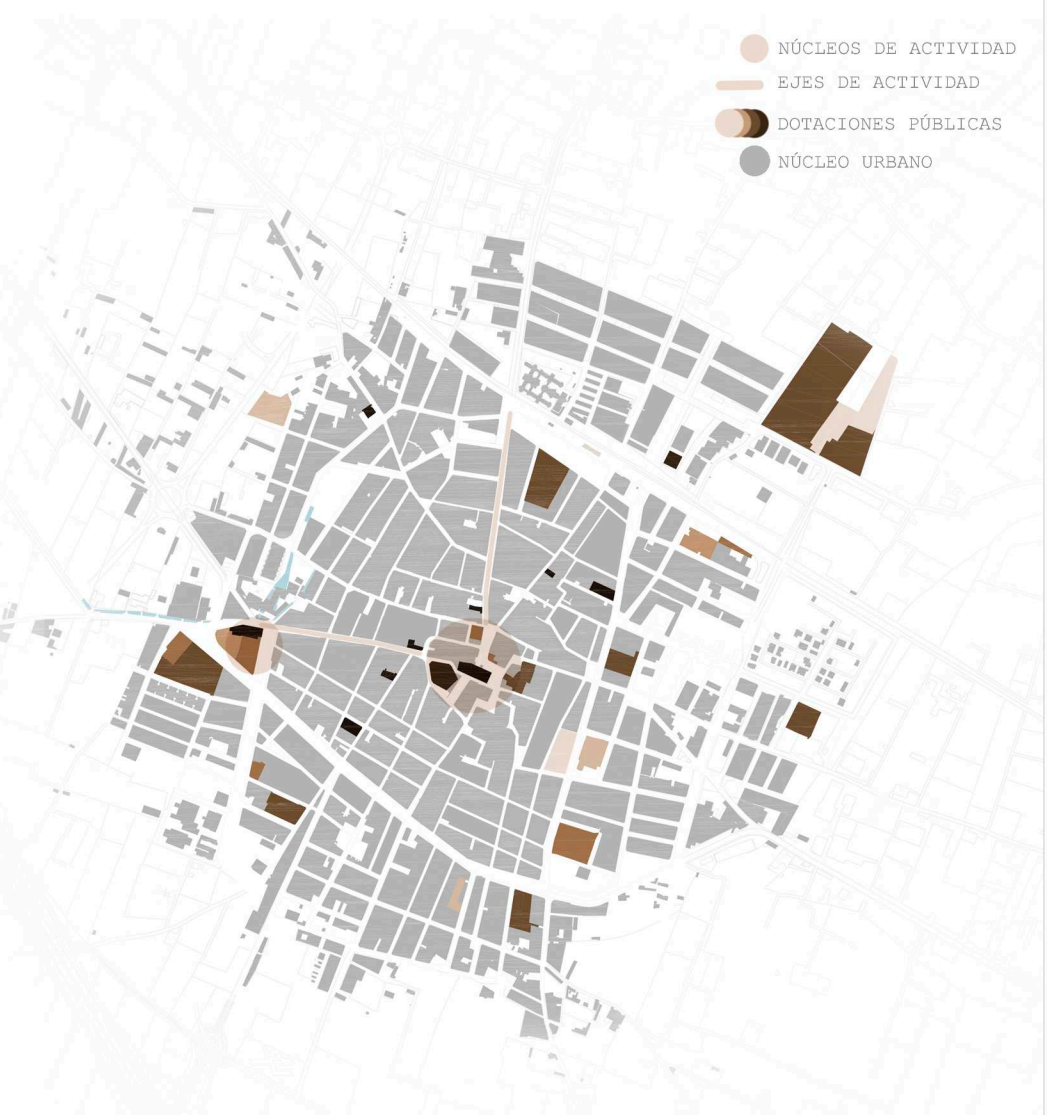 NÚCLEOS DE ACTIVIDAD
EJES DE ACTIVIDAD
DOTACIONES PÚBLICAS
NÚCLEO URBANO